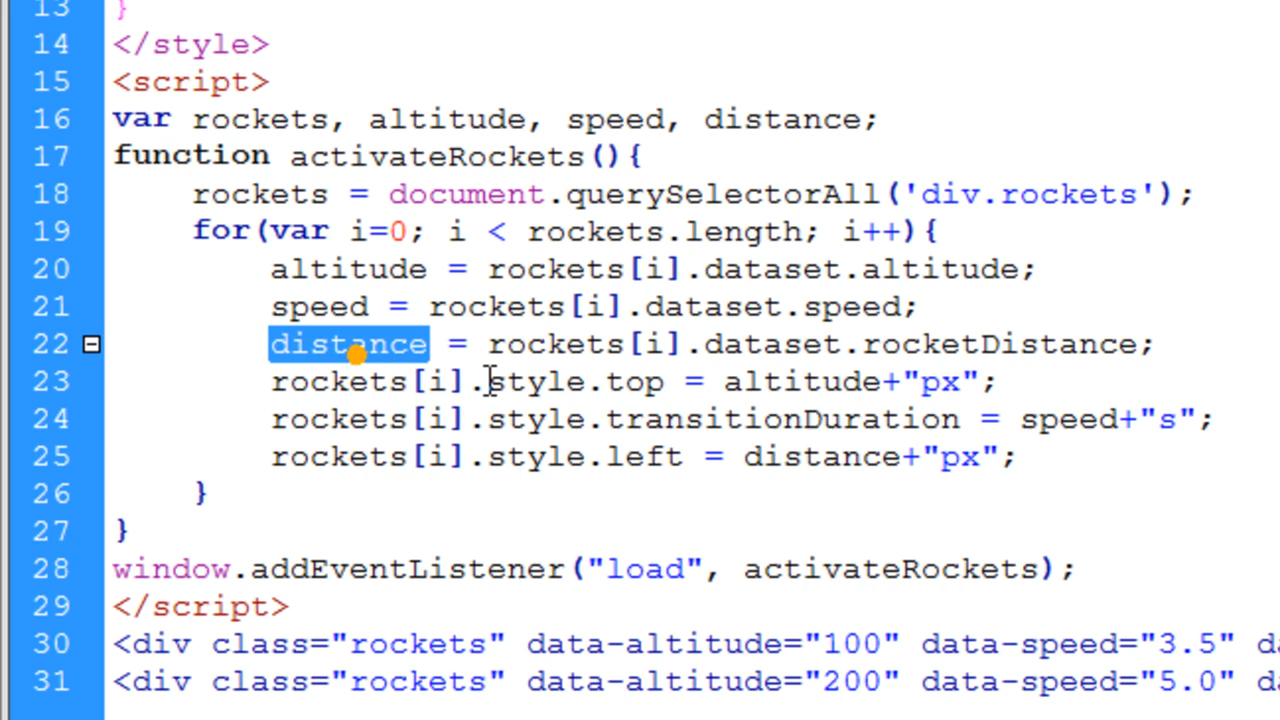 13 }
14 </style>
15 <script>
16 var rockets, altitude, speed, distance;
17 function activateRockets(){
18 rockets = document.querySelectorAll('div.rockets');
19 for(var i=0; i < rockets.length; i++){
20 altitude = rockets[i].dataset.altitude;
21 speed = rockets[i].dataset.speed;
22 distance = rockets[i].dataset.rocketDistance;
23 rockets[i].style.top = altitude+"px";
24 rockets[i].style.transitionDuration = speed+"s";
25 rockets[i].style.left = distance+"px";
26 }
27 }
28 window.addEventListener("load", activateRockets);
29 </script>
30 <div class="rockets" data-altitude="100" data-speed="3.5" da
31 <div class="rockets" data-altitude="200" data-speed="5.0" da